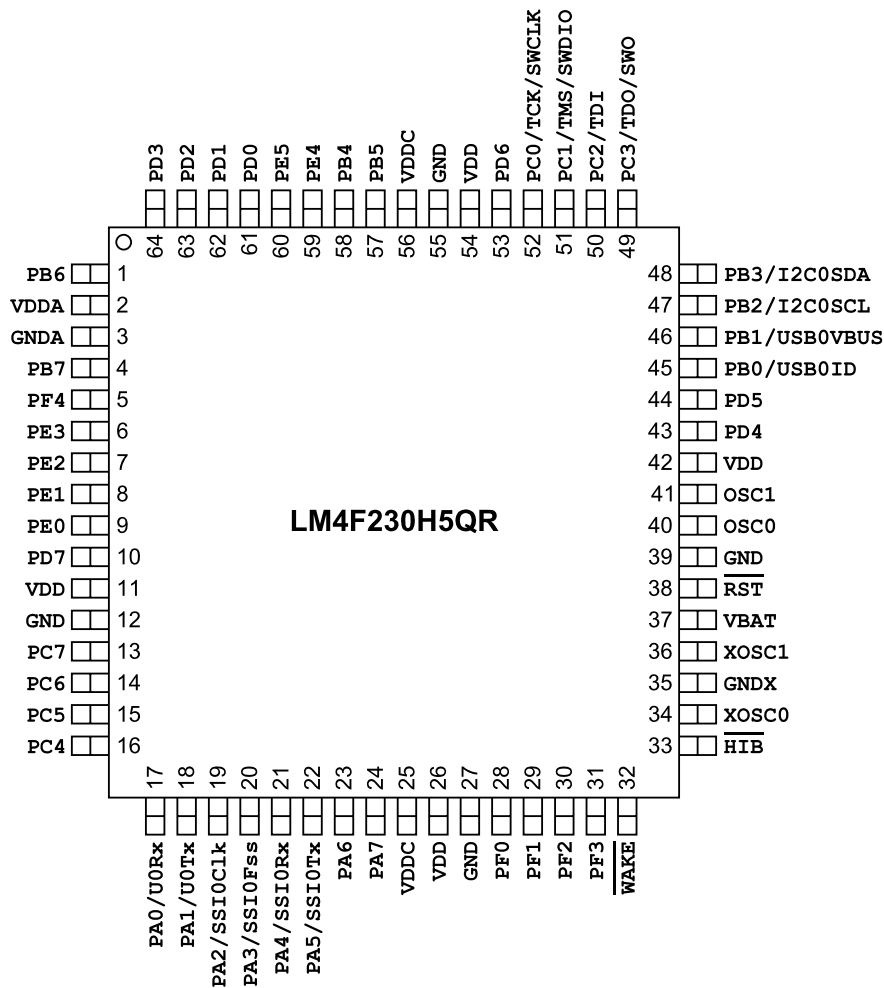 PD3
PD2
PD1
PD0
PE5
PE4
PB4
PB5
VDDC
GND
VDD
PD6
PC0/TCK/SWCLK
PC1/TMS/SWDIO
PC2/TDI
PC3/TDO/SWO
64 63 62 61 60 59 58 57 56 55 54 53 52 51 50 49
PB6 1
VDDA 2
GNDA 3
PB7 4
PF4 5
PE3 6
PE2 7
PE1 8
PE0 9
PD7 10
VDD 11
GND 12
PC7 13
PC6 14
PC5 15
PC4 16
LM4F230H5QR
48 PB3/I2C0SDA
47 PB2/I2C0SCL
46 PB1/USB0VBUS
45 PB0/USB0ID
44 PD5
43 PD4
42 VDD
41 OSC1
40 OSC0
39 GND
38 RST
37 VBAT
36 XOSC1
35 GNDX
34 XOSC0
33 HIB
17 18 19 20 21 22 23 24 25 26 27 28 29 30 31 32
PA0/U0Rx
PA1/U0Tx
PA2/SSI0Clk
PA3/SSI0Fss
PA4/SSI0Rx
PA5/SSI0Tx
PA6
PA7
VDDC
VDD
GND
PF0
PF1
PF2
PF3
WAKE